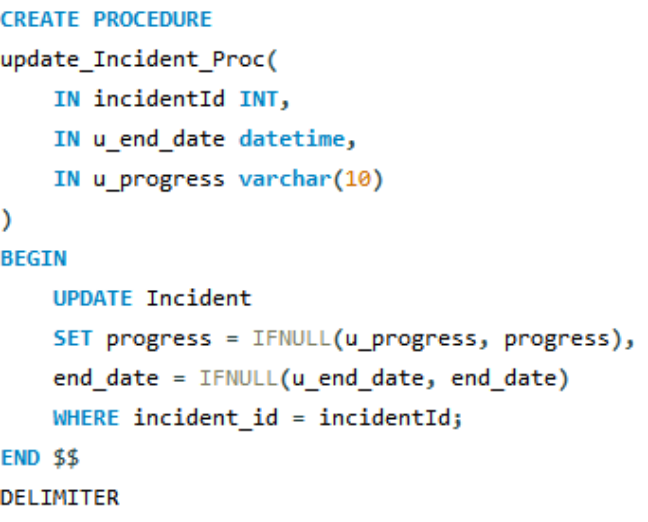 CREATE PROCEDURE
update_Incident_Proc(
    IN incidentId INT,
    IN u_end_date datetime,
    IN u_progress varchar(10)
)
BEGIN
    UPDATE Incident
    SET progress = IFNULL(u_progress, progress),
    end_date = IFNULL(u_end_date, end_date)
    WHERE incident_id = incidentId;
END $$
DELIMITER